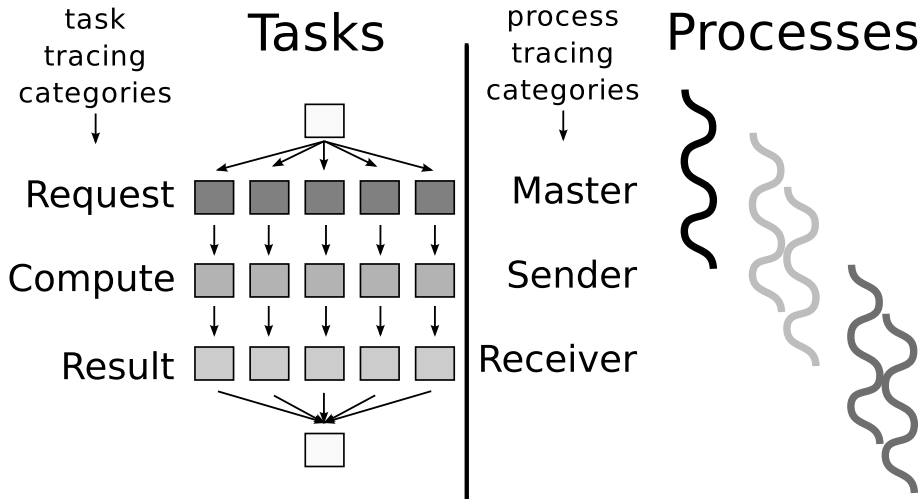 task
tracing
categories
Tasks
Request
Compute
Result
process
tracing
categories
Processes
Master
Sender
Receiver